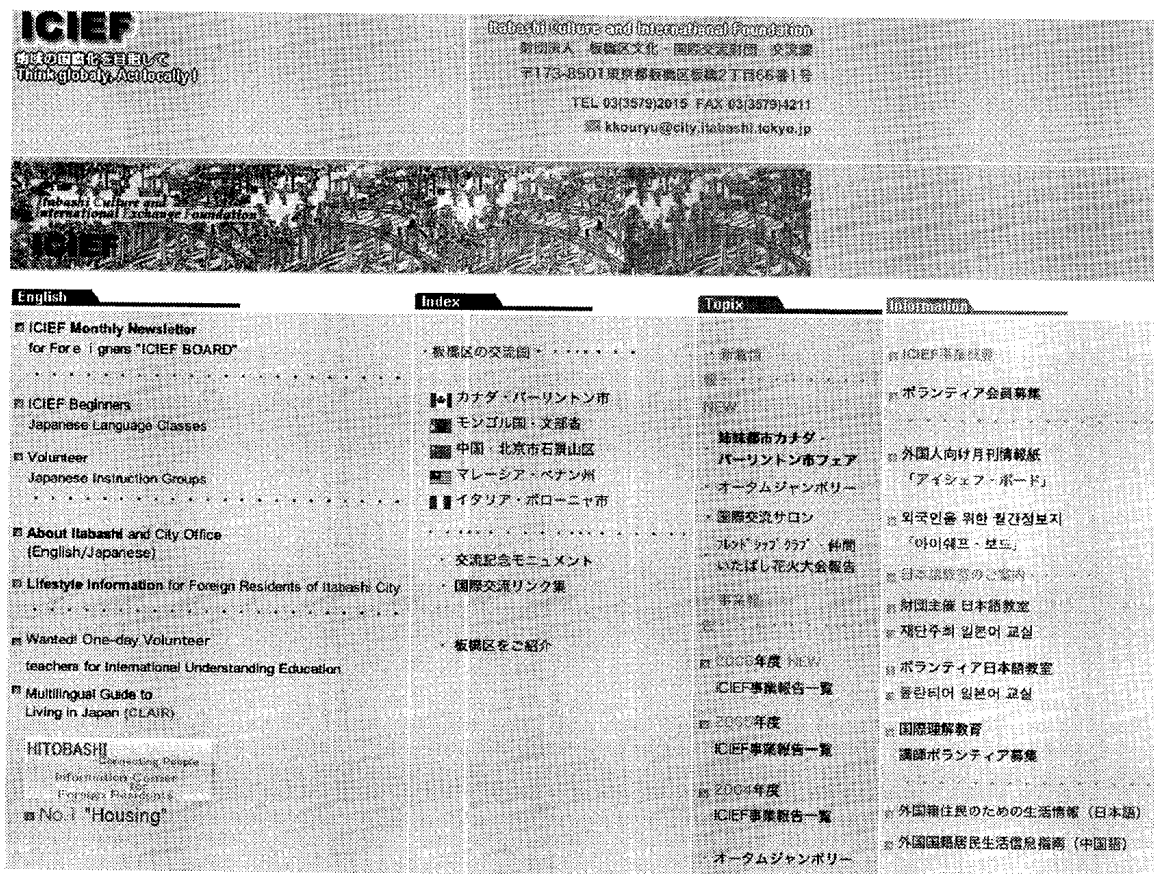 ICIEF
地域の国際化を目指して
Think globaly, Act locally!
Itabashi Culture and International Foundation
財団法人 板橋区文化・国際交流財団 交流課
〒173-8501東京都板橋区板橋2丁目66番1号
TEL 03(3579)2015 FAX 03(3579)4211
kkouryu@city.itabashi.tokyo.jp
Itabashi Culture and
International Exchange Foundation
ICIEF
English
ICIEF Monthly Newsletter
for Fore i gners "ICIEF BOARD"
ICIEF Beginners
Japanese Language Classes
Volunteer
Japanese Instruction Groups
About Itabashi and City Office
(English/Japanese)
Lifestyle Information for Foreign Residents of Itabashi City
Wanted! One-day Volunteer
teachers for International Understanding Education
Multilingual Guide to
Living in Japan (CLAIR)
HITOBASHI
Connecting People
Information Corner
for
Foreign Residents
No.1 "Housing"
Index
・板橋区の交流図・・・・・・・
カナダ・バーリントン市
モンゴル国・文部省
中国・北京市石景山区
マレーシア・ペナン州
イタリア・ボローニャ市
・交流記念モニュメント
・国際交流リンク集
・板橋区をご紹介
Topix
・新着情
報・・・・・・・
NEW
姉妹都市カナダ・
バーリントン市フェア
・オータムジャンボリー
・国際交流サロン
フレンドシップ クラブ・仲間
いたばし花火大会報告
・事業報
告
2006年度 NEW
ICIEF事業報告一覧
2005年度
ICIEF事業報告一覧
2004年度
ICIEF事業報告一覧
・オータムジャンボリー
Information
ICIEF事業概要
ボランティア会員募集
外国人向け月刊情報紙
「アイシェフ・ボード」
외국인을 위한 월간정보지
「아이쉐프・보드」
日本語教室のご案内・・・
財団主催 日本語教室
재단주최 일본어 교실
ボランティア日本語教室
볼란티어 일본어 교실
国際理解教育
講師ボランティア募集
外国籍住民のための生活情報（日本語）
外国国籍居民生活信息指南（中国語）